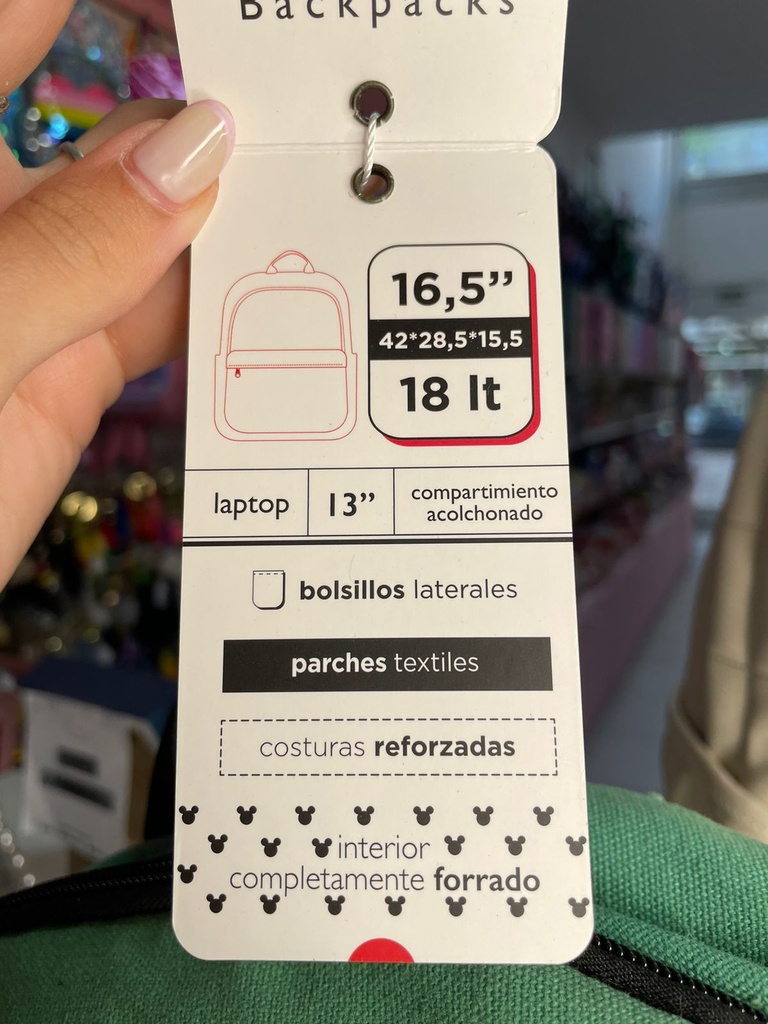 Backpacks
16,5”
42*28,5*15,5
18 lt
laptop 13” compartimiento
acolchonado
bolsillos laterales
parches textiles
costuras reforzadas
interior
completamente forrado